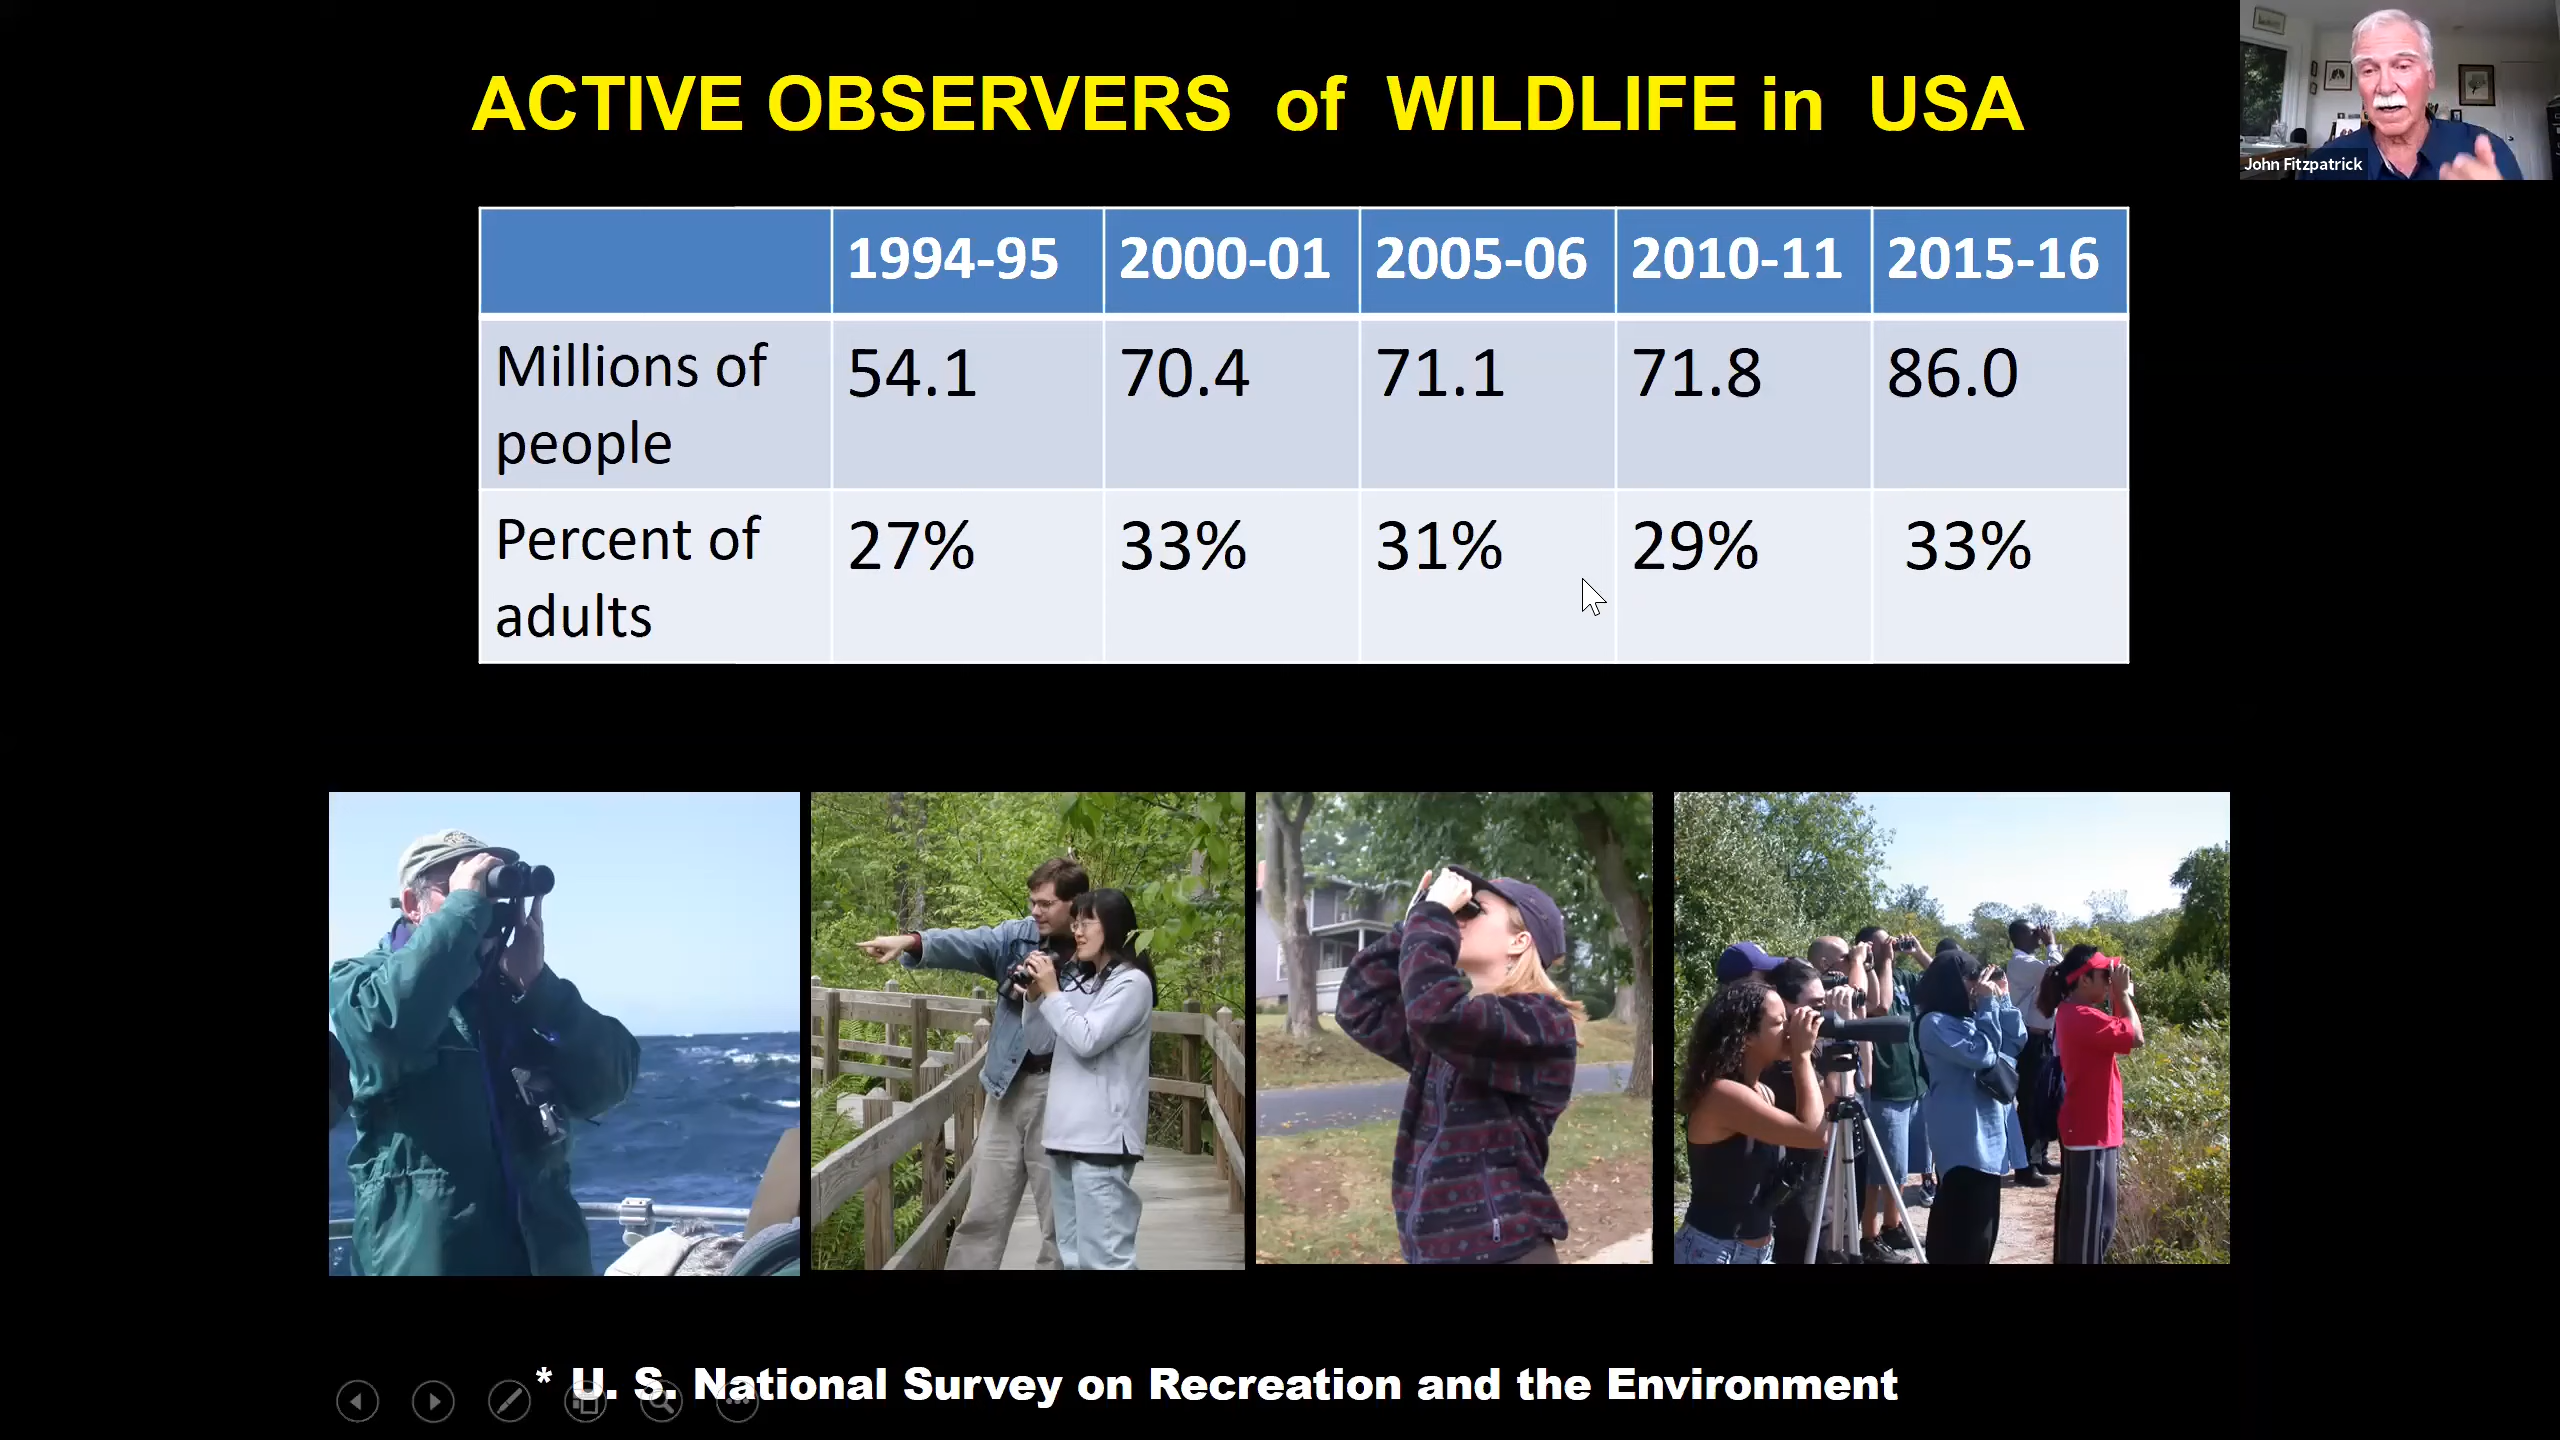 ACTIVE OBSERVERS of WILDLIFE in USA
John Fitzpatrick
1994-95 2000-01 2005-06 2010-11 2015-16
Millions of people 54.1 70.4 71.1 71.8 86.0
Percent of adults 27% 33% 31% 29% 33%
* U. S. National Survey on Recreation and the Environment